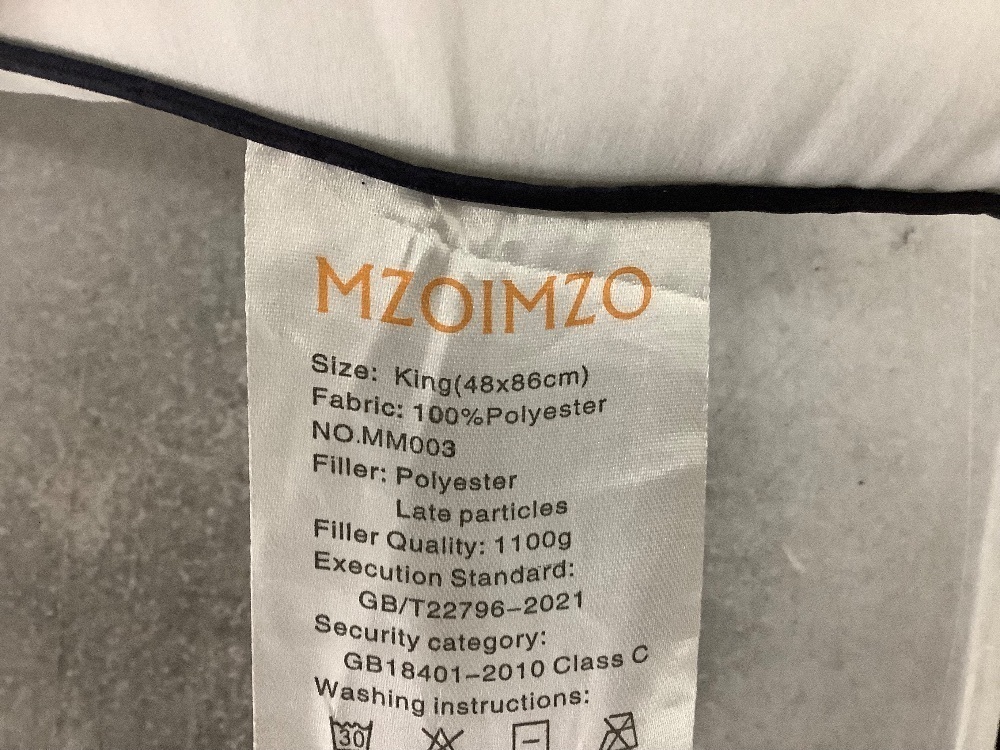 MZOIMZO
Size: King(48x86cm)
Fabric: 100%Polyester
NO.MM003
Filler: Polyester
Late particles
Filler Quality: 1100g
Execution Standard:
GB/T22796-2021
Security category:
GB18401-2010 Class C
Washing instructions:
30